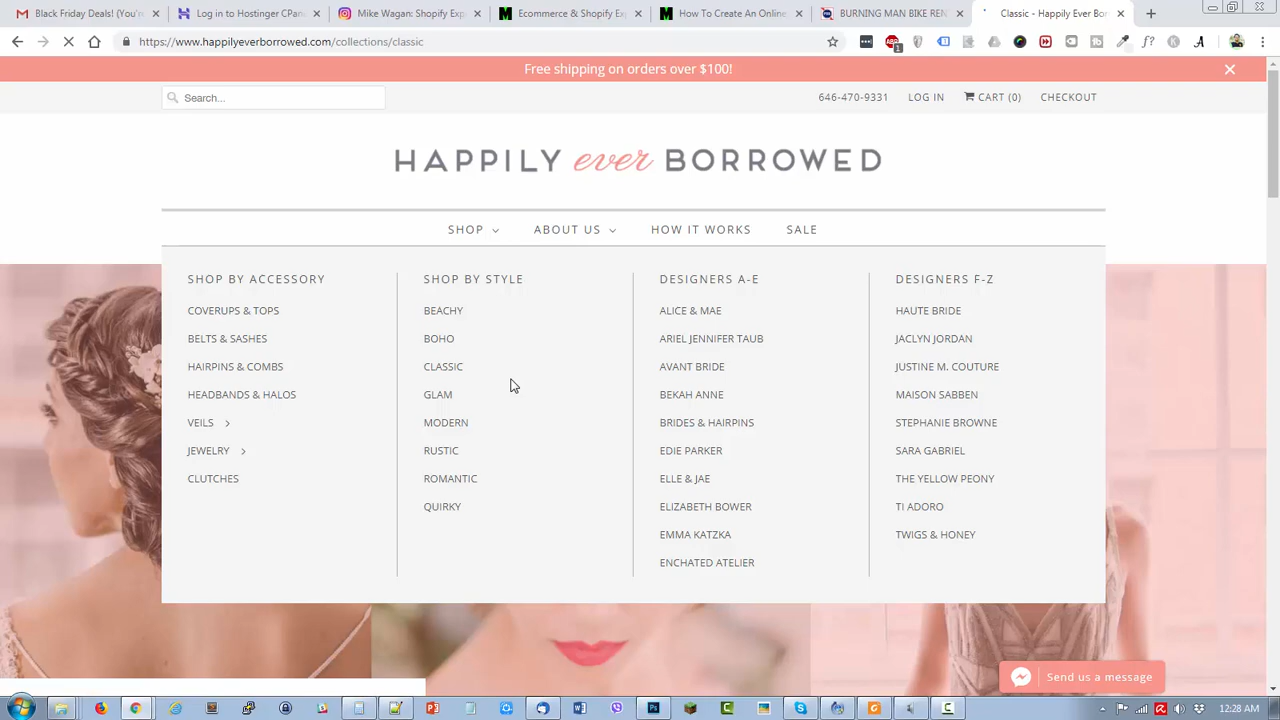 Black Friday Deals! (You'r
Log in to Hostinger CPan
Mike Wagan: Shopify Exp
Ecommerce & Shopify Exp
How To Create An Online
BURNING MAN BIKE REN
Classic - Happily Ever Bor
https://www.happilyeverborrowed.com/collections/classic
Free shipping on orders over $100!
Search...
646-470-9331
LOG IN
CART (0)
CHECKOUT
HAPPILY ever BORROWED
SHOP
ABOUT US
HOW IT WORKS
SALE
SHOP BY ACCESSORY
COVERUPS & TOPS
BELTS & SASHES
HAIRPINS & COMBS
HEADBANDS & HALOS
VEILS
JEWELRY
CLUTCHES
SHOP BY STYLE
BEACHY
BOHO
CLASSIC
GLAM
MODERN
RUSTIC
ROMANTIC
QUIRKY
DESIGNERS A-E
ALICE & MAE
ARIEL JENNIFER TAUB
AVANT BRIDE
BEKAH ANNE
BRIDES & HAIRPINS
EDIE PARKER
ELLE & JAE
ELIZABETH BOWER
EMMA KATZKA
ENCHATED ATELIER
DESIGNERS F-Z
HAUTE BRIDE
JACLYN JORDAN
JUSTINE M. COUTURE
MAISON SABBEN
STEPHANIE BROWNE
SARA GABRIEL
THE YELLOW PEONY
TI ADORO
TWIGS & HONEY
Send us a message
12:28 AM